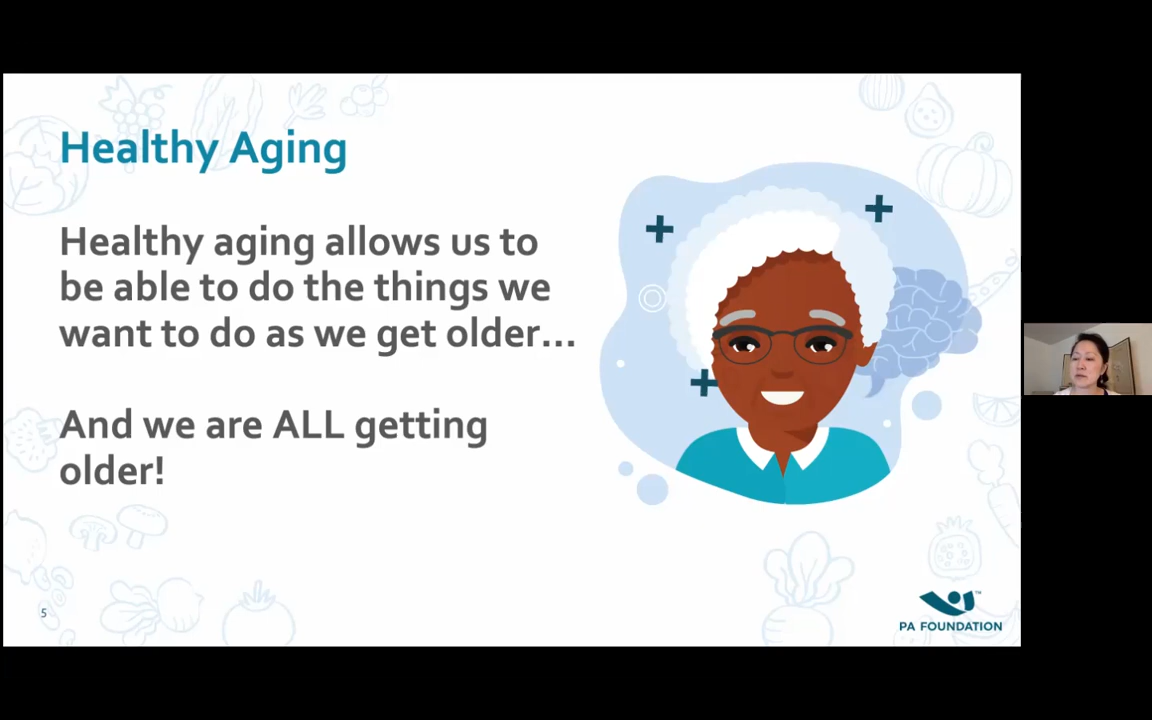 Healthy Aging
Healthy aging allows us to
be able to do the things we
want to do as we get older...
And we are ALL getting
older!
5
PA FOUNDATION
TM